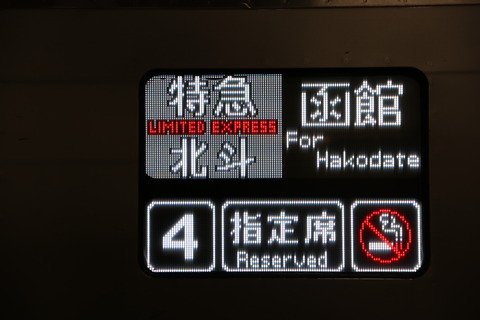 特急
LIMITED EXPRESS
北斗
函館
For
Hakodate
4
指定席
Reserved